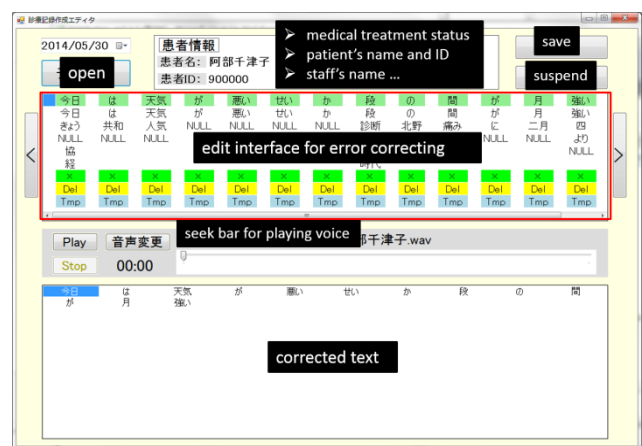 診療記録作成エディタ
2014/05/30
患者情報
患者名: 阿部千津子
患者ID: 900000
medical treatment status
patient's name and ID
staff's name ...
save
open
suspend
今日 は 天気 が 悪い せい か 段 の 間 が 月 強い
今日 は 天気 が 悪い せい か 段 の 間 が 月 強い
きょう 共和 人気 NULL NULL NULL NULL 診断 北野 痛み に 二月 四
NULL NULL NULL NULL NULL より
協 NULL
経 時代
edit interface for error correcting
× × × × × × × × × × × × ×
Del Del Del Del Del Del Del Del Del Del Del Del Del
Tmp Tmp Tmp Tmp Tmp Tmp Tmp Tmp Tmp Tmp Tmp Tmp Tmp
Play 音声変更 seek bar for playing voice 部千津子.wav
Stop 00:00
今日 は 天気 が 悪い せい か 段 の 間
が 月 強い
corrected text